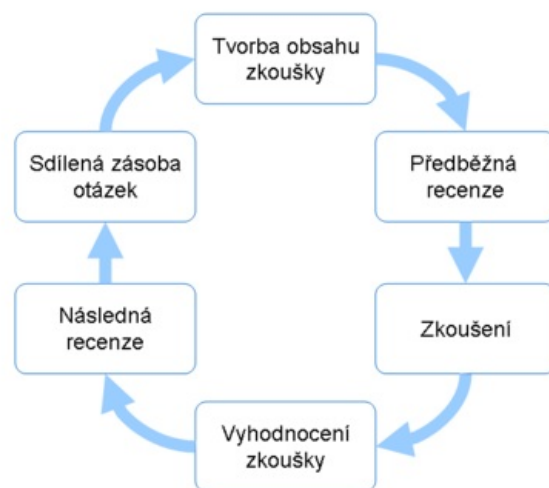 Tvorba obsahu
zkoušky
Předběžná
recenze
Zkoušení
Vyhodnocení
zkoušky
Následná
recenze
Sdílená zásoba
otázek